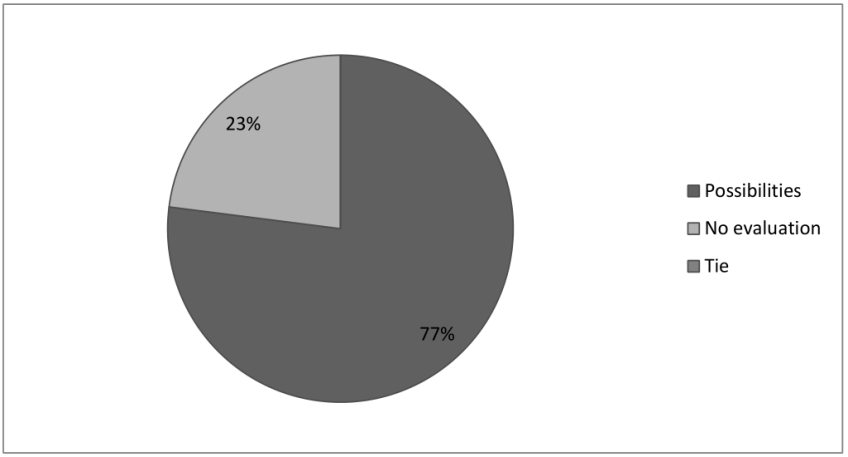 23%
77%
Possibilities
No evaluation
Tie